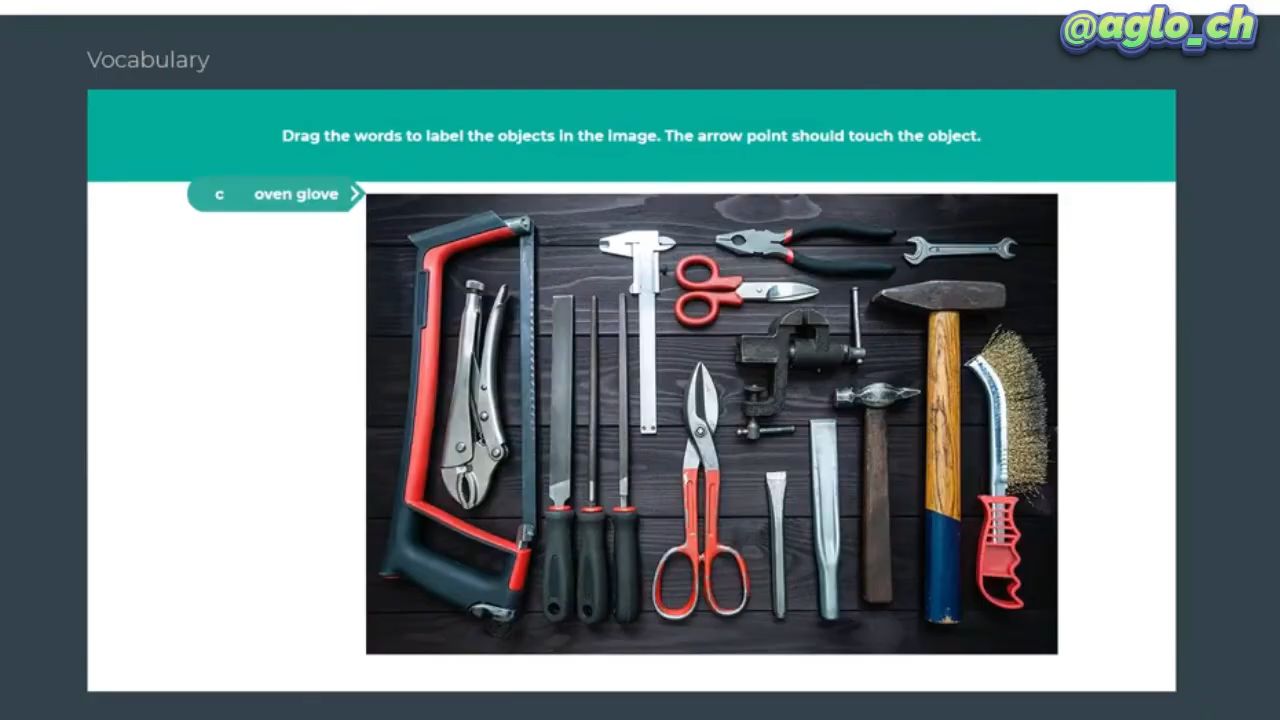 @aglo_ch
Vocabulary
Drag the words to label the objects in the image. The arrow point should touch the object.
c oven glove